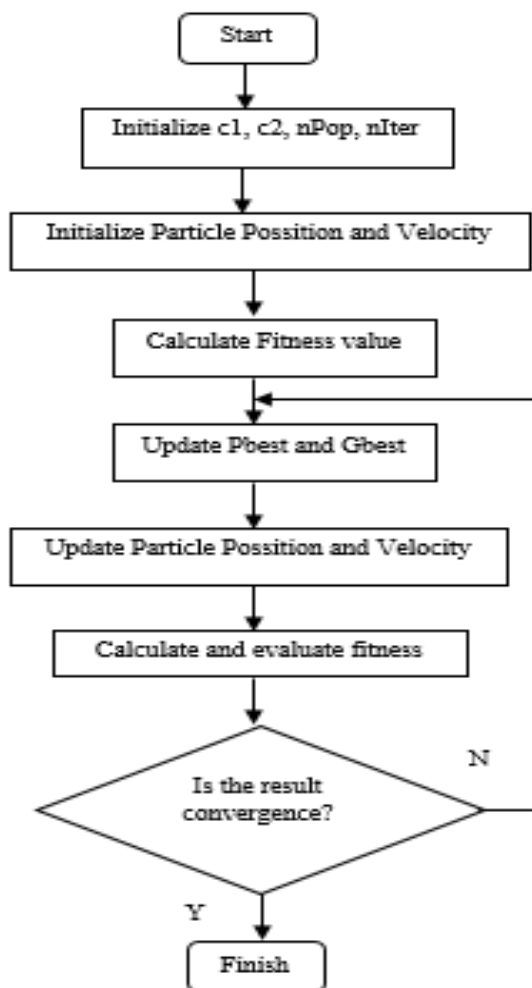 Start
Initialize c1, c2, nPop, nIter
Initialize Particle Possition and Velocity
Calculate Fitness value
Update Pbest and Gbest
Update Particle Possition and Velocity
Calculate and evaluate fitness
Is the result
convergence?
N
Y
Finish